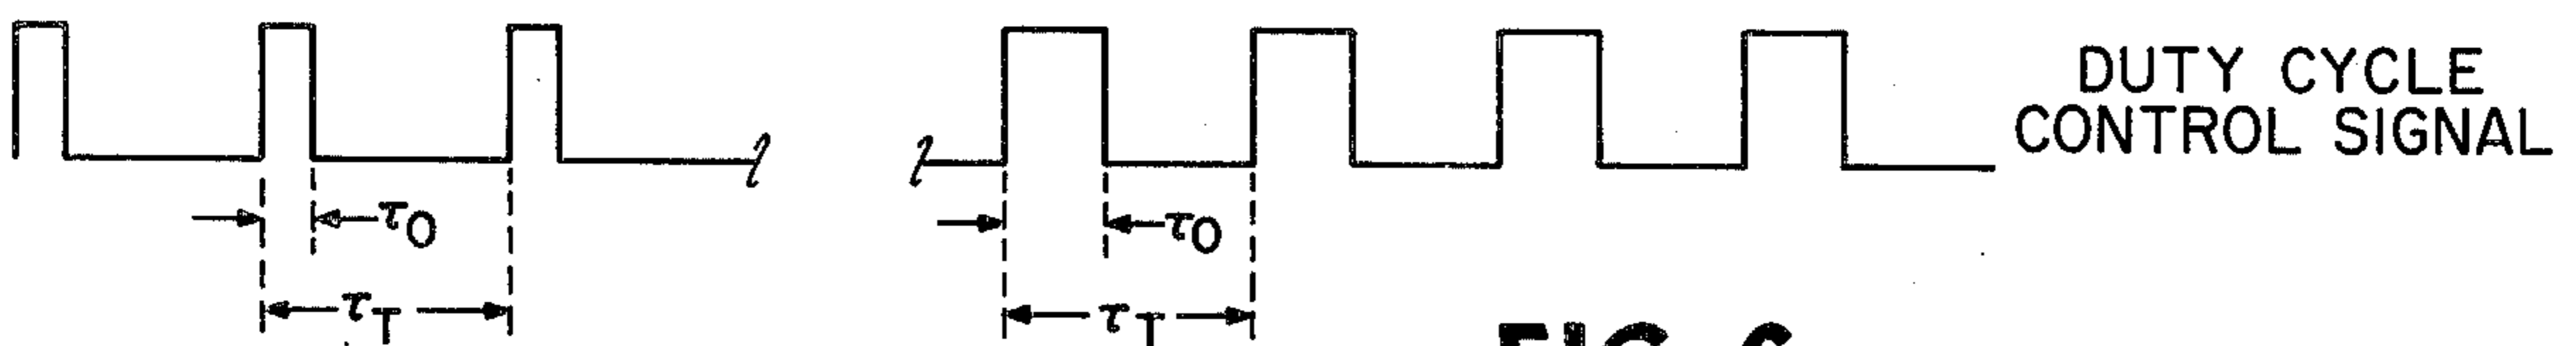 DUTY CYCLE
CONTROL SIGNAL
τO
τO
τT
τT